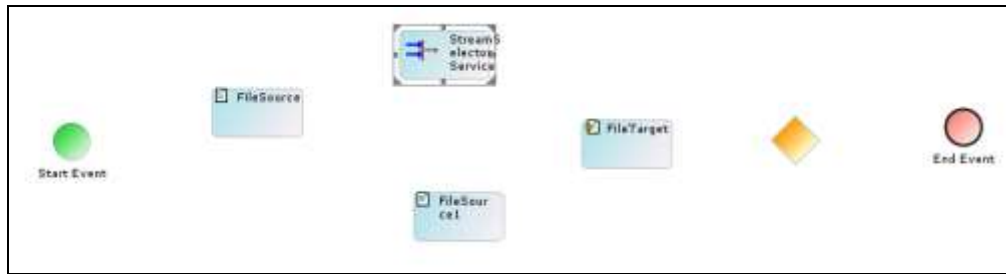 StreamS
elector
Service
FileSource
FileTarget
Start Event
End Event
FileSour
ce1